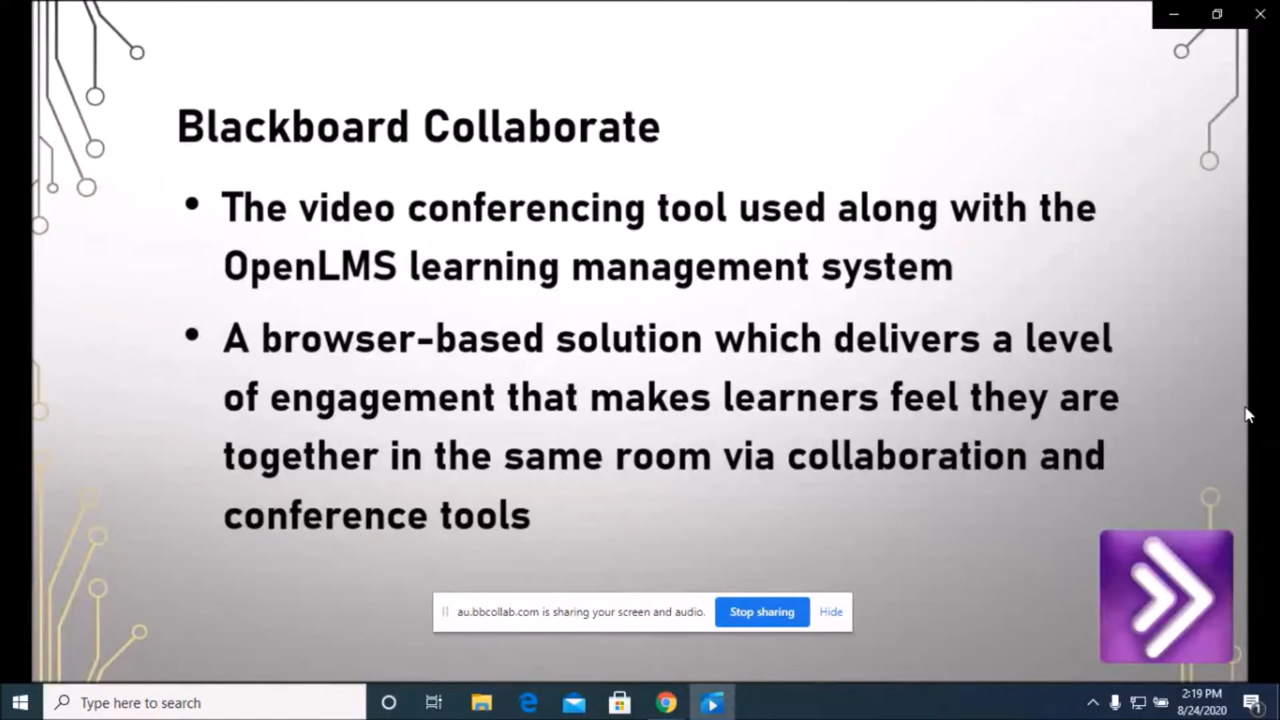 Blackboard Collaborate
• The video conferencing tool used along with the
OpenLMS learning management system
• A browser-based solution which delivers a level
of engagement that makes learners feel they are
together in the same room via collaboration and
conference tools
au.bbcollab.com is sharing your screen and audio. Stop sharing Hide
Type here to search
2:19 PM
8/24/2020
1